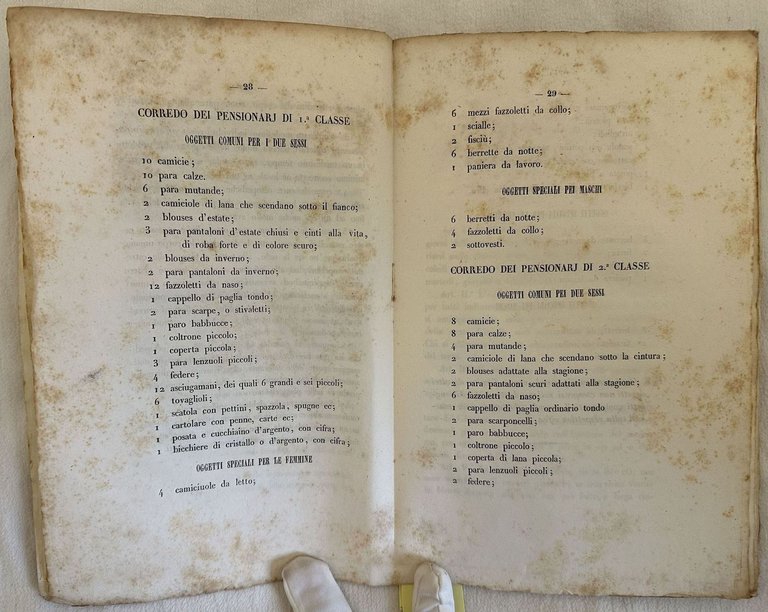 — 28 —
CORREDO DEI PENSIONARJ DI 1.ª CLASSE
OGGETTI COMUNI PER I DUE SESSI
10 camicie;
10 para calze.
6 para mutande;
2 camiciole di lana che scendano sotto il fianco;
2 blouses d'estate;
3 para pantaloni d'estate chiusi e cinti alla vita,
di roba forte e di colore scuro;
2 blouses da inverno;
2 para pantaloni da inverno;
12 fazzoletti da naso;
1 cappello di paglia tondo;
2 para scarpe, o stivaletti;
1 paro babbucce;
1 coltrone piccolo;
1 coperta piccola;
3 para lenzuoli piccoli;
4 federe;
12 asciugamani, dei quali 6 grandi e sei piccoli;
6 tovaglioli;
1 scatola con pettini, spazzola, spugne ec;
1 cartolare con penne, carte ec;
1 posata e cucchiaino d'argento, con cifra;
1 bicchiere di cristallo o d'argento, con cifra;
OGGETTI SPECIALI PER LE FEMMINE
4 camiciuole da letto;
— 29 —
6 mezzi fazzoletti da collo;
1 scialle;
2 fisciù;
6 berrette da notte;
1 paniera da lavoro.
OGGETTI SPECIALI PEI MASCHI
6 berretti da notte;
4 fazzoletti da collo;
2 sottovesti.
CORREDO DEI PENSIONARJ DI 2.ª CLASSE
OGGETTI COMUNI PEI DUE SESSI
8 camicie;
8 para calze;
4 para mutande;
2 camiciole di lana che scendano sotto la cintura;
2 blouses adattate alla stagione;
2 para pantaloni scuri adattati alla stagione;
6 fazzoletti da naso;
1 cappello di paglia ordinario tondo
2 para scarponcelli;
1 paro babbucce;
1 coltrone piccolo;
1 coperta di lana piccola;
2 para lenzuoli piccoli;
2 federe;